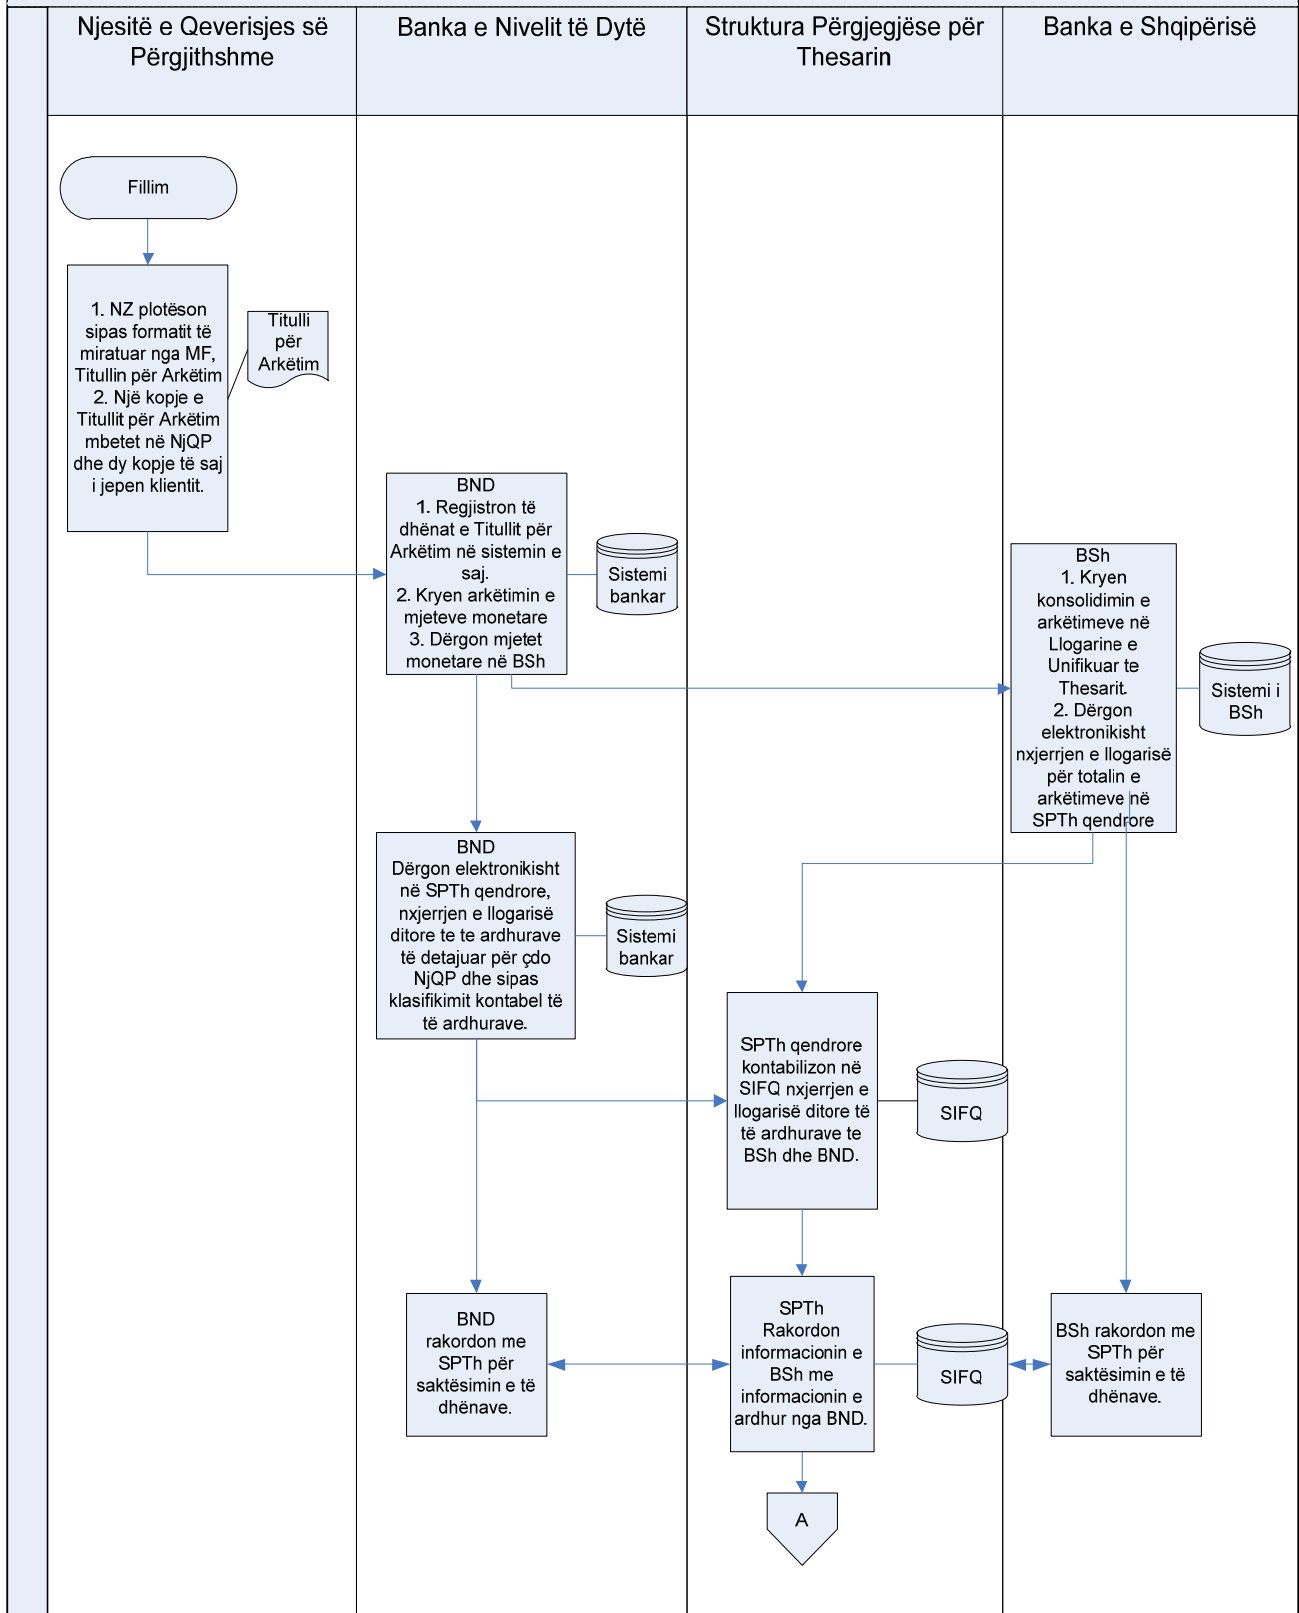 Njesitë e Qeverisjes së
Përgjithshme
Banka e Nivelit të Dytë
Struktura Përgjegjëse për
Thesarin
Banka e Shqipërisë
Fillim
1. NZ plotëson
sipas formatit të
miratuar nga MF,
Titullin për Arkëtim
2. Një kopje e
Titullit për Arkëtim
mbetet në NjQP
dhe dy kopje të saj
i jepen klientit.
Titulli
për
Arkëtim
BND
1. Regjistron të
dhënat e Titullit për
Arkëtim në sistemin e
saj.
2. Kryen arkëtimin e
mjeteve monetare
3. Dërgon mjetet
monetare në BSh
Sistemi
bankar
BSh
1. Kryen
konsolidimin e
arkëtimeve në
Llogarine e
Unifikuar te
Thesarit.
2. Dërgon
elektronikisht
nxjerrjen e llogarisë
për totalin e
arkëtimeve në
SPTh qendrore
Sistemi i
BSh
BND
Dërgon elektronikisht
në SPTh qendrore,
nxjerrjen e llogarisë
ditore te te ardhurave
të detajuar për çdo
NjQP dhe sipas
klasifikimit kontabel të
të ardhurave.
Sistemi
bankar
SPTh qendrore
kontabilizon në
SIFQ nxjerrjen e
llogarisë ditore të
të ardhurave te
BSh dhe BND.
SIFQ
BND
rakordon me
SPTh për
saktësimin e të
dhënave.
SPTh
Rakordon
informacionin e
BSh me
informacionin e
ardhur nga BND.
SIFQ
BSh rakordon me
SPTh për
saktësimin e të
dhënave.
A